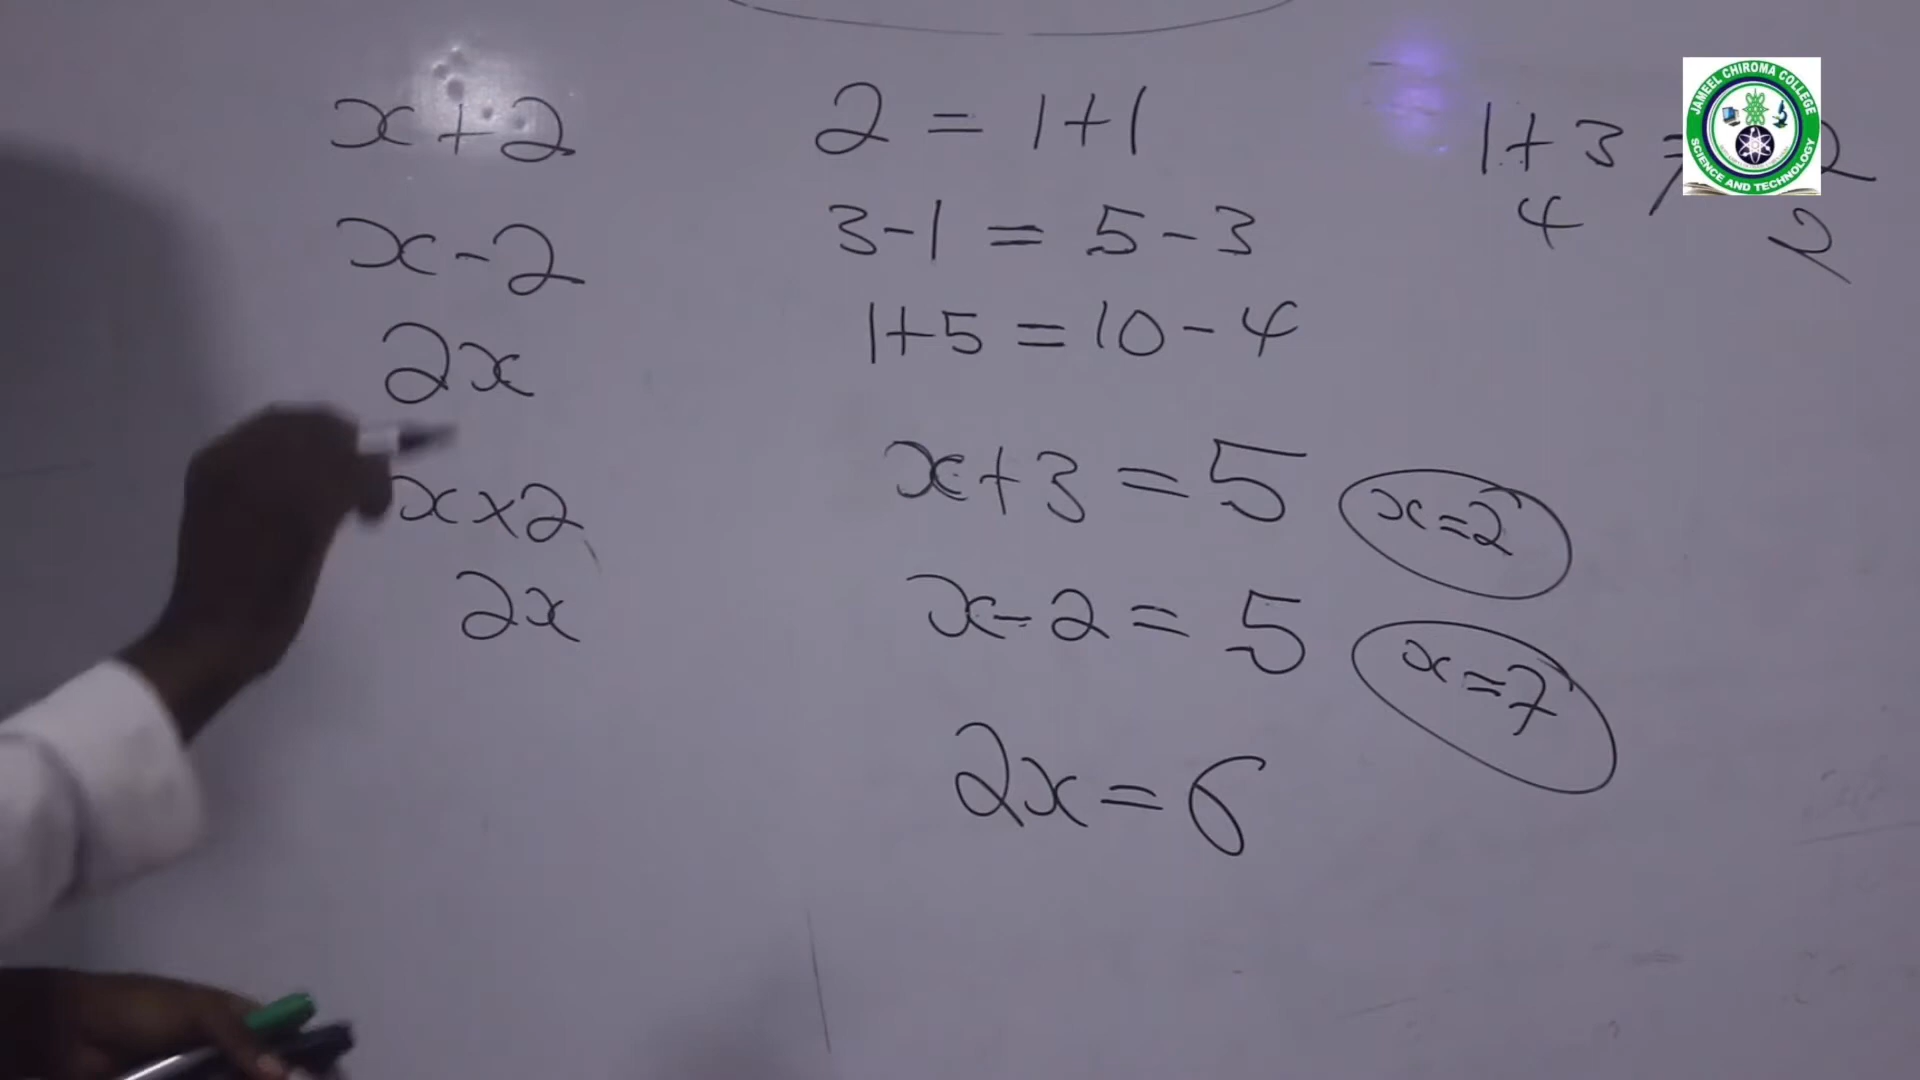 x+2
x-2
2x
x×2
2x
2 = 1+1
3-1 = 5-3
1+5 = 10-4
x+3 = 5
x=2
x-2 = 5
x=7
2x = 6
1+3 ≠ 2
4
2
JAMEEL CHIROMA COLLEGE
SCIENCE AND TECHNOLOGY